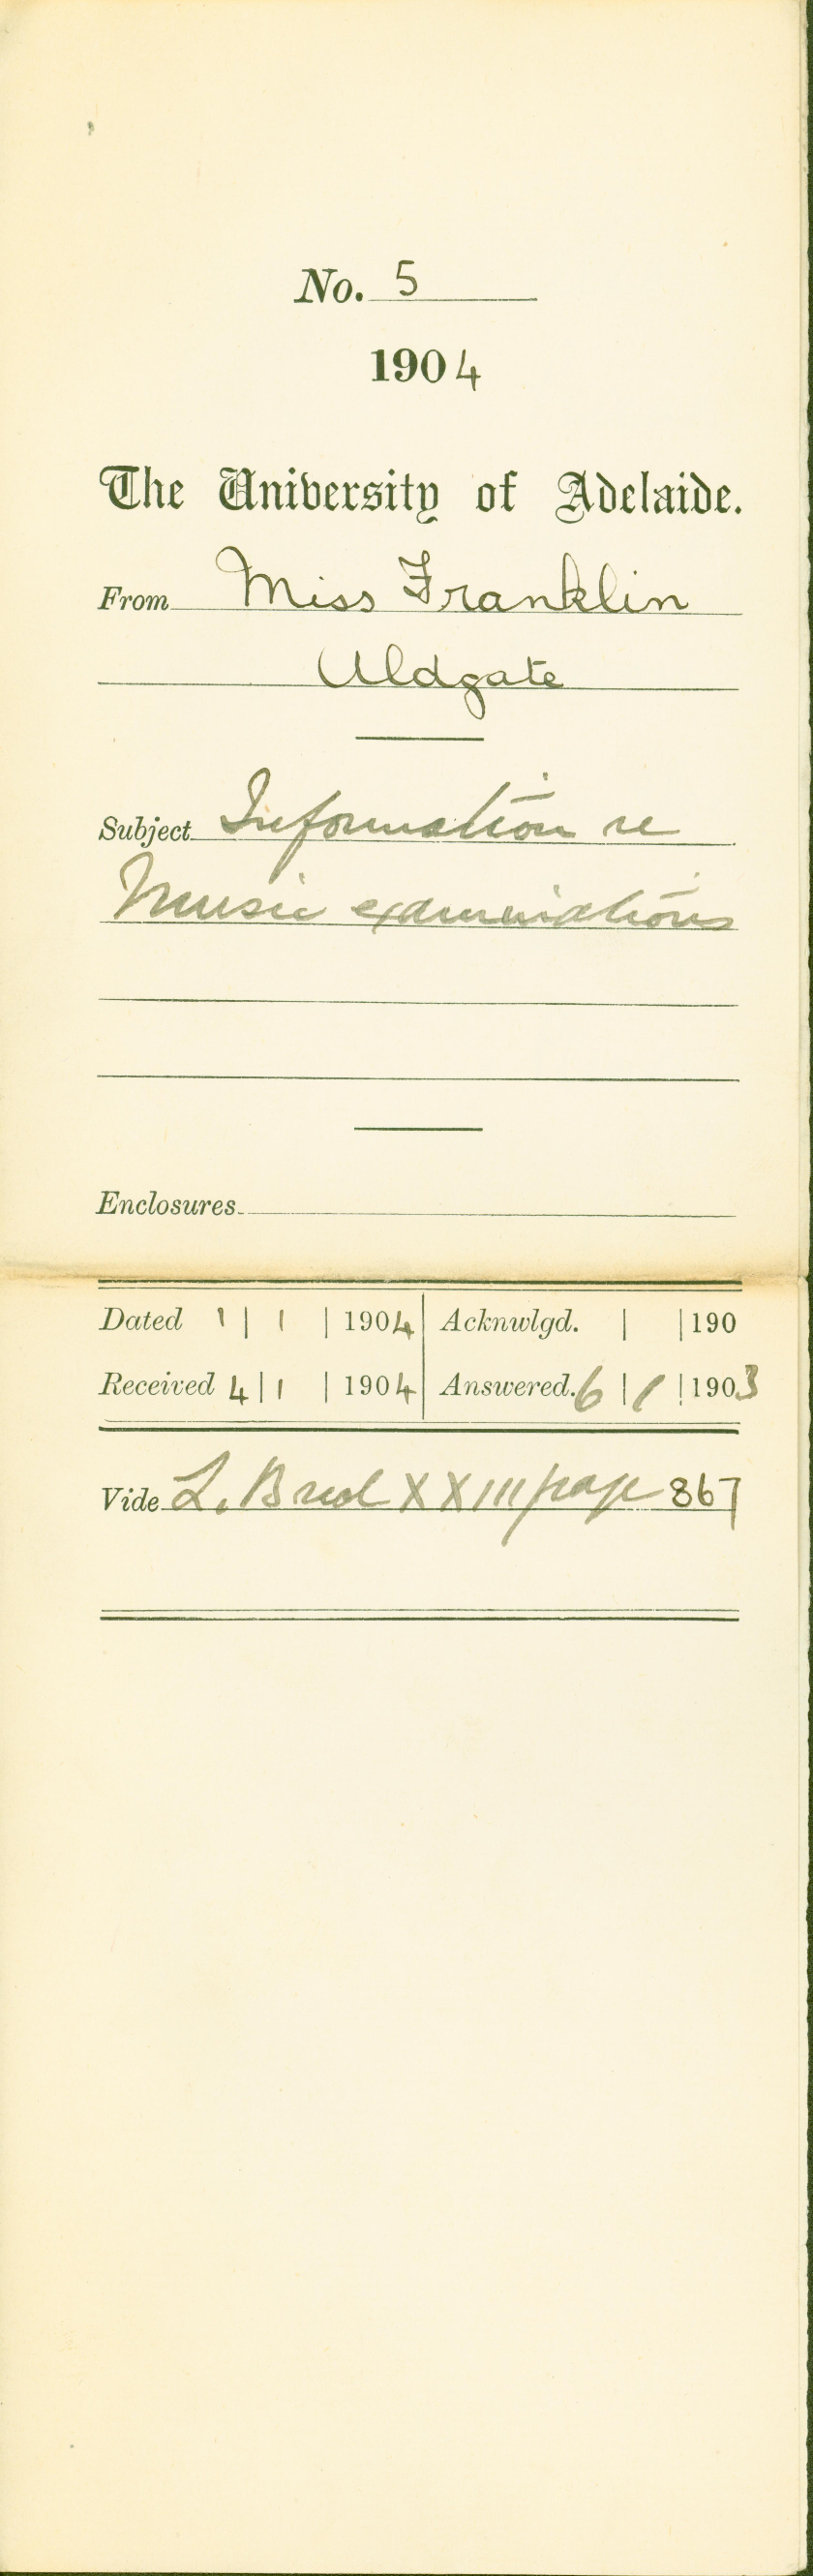 No. 5
1904
The University of Adelaide.
From Miss Franklin
Aldgate
Subject Information re
Music examinations
Enclosures
Dated 1 | 1 | 1904 Acknwlgd. | | 190
Received 4 | 1 | 1904 Answered. 6 | 1 | 1903
Vide L. XXIII page 867